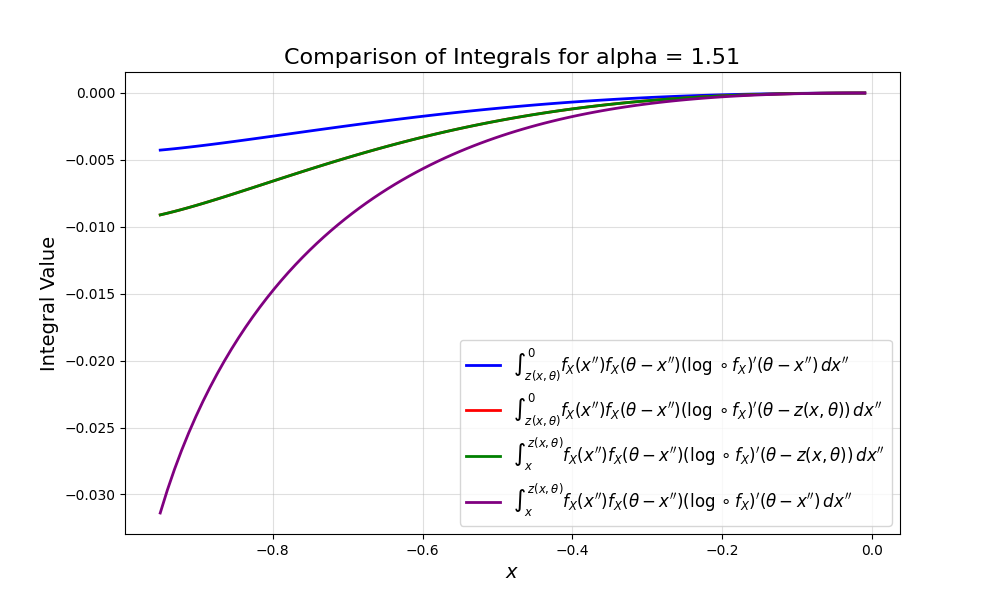 Comparison of Integrals for alpha = 1.51
Integral Value
0.000
−0.005
−0.010
−0.015
−0.020
−0.025
−0.030
∫_{z(x, θ)}^{0} f_X(x″)f_X(θ − x″)(log ∘ f_X)′(θ − x″) dx″
∫_{z(x, θ)}^{0} f_X(x″)f_X(θ − x″)(log ∘ f_X)′(θ − z(x, θ)) dx″
∫_{x}^{z(x, θ)} f_X(x″)f_X(θ − x″)(log ∘ f_X)′(θ − z(x, θ)) dx″
∫_{x}^{z(x, θ)} f_X(x″)f_X(θ − x″)(log ∘ f_X)′(θ − x″) dx″
−0.8 −0.6 −0.4 −0.2 0.0
x